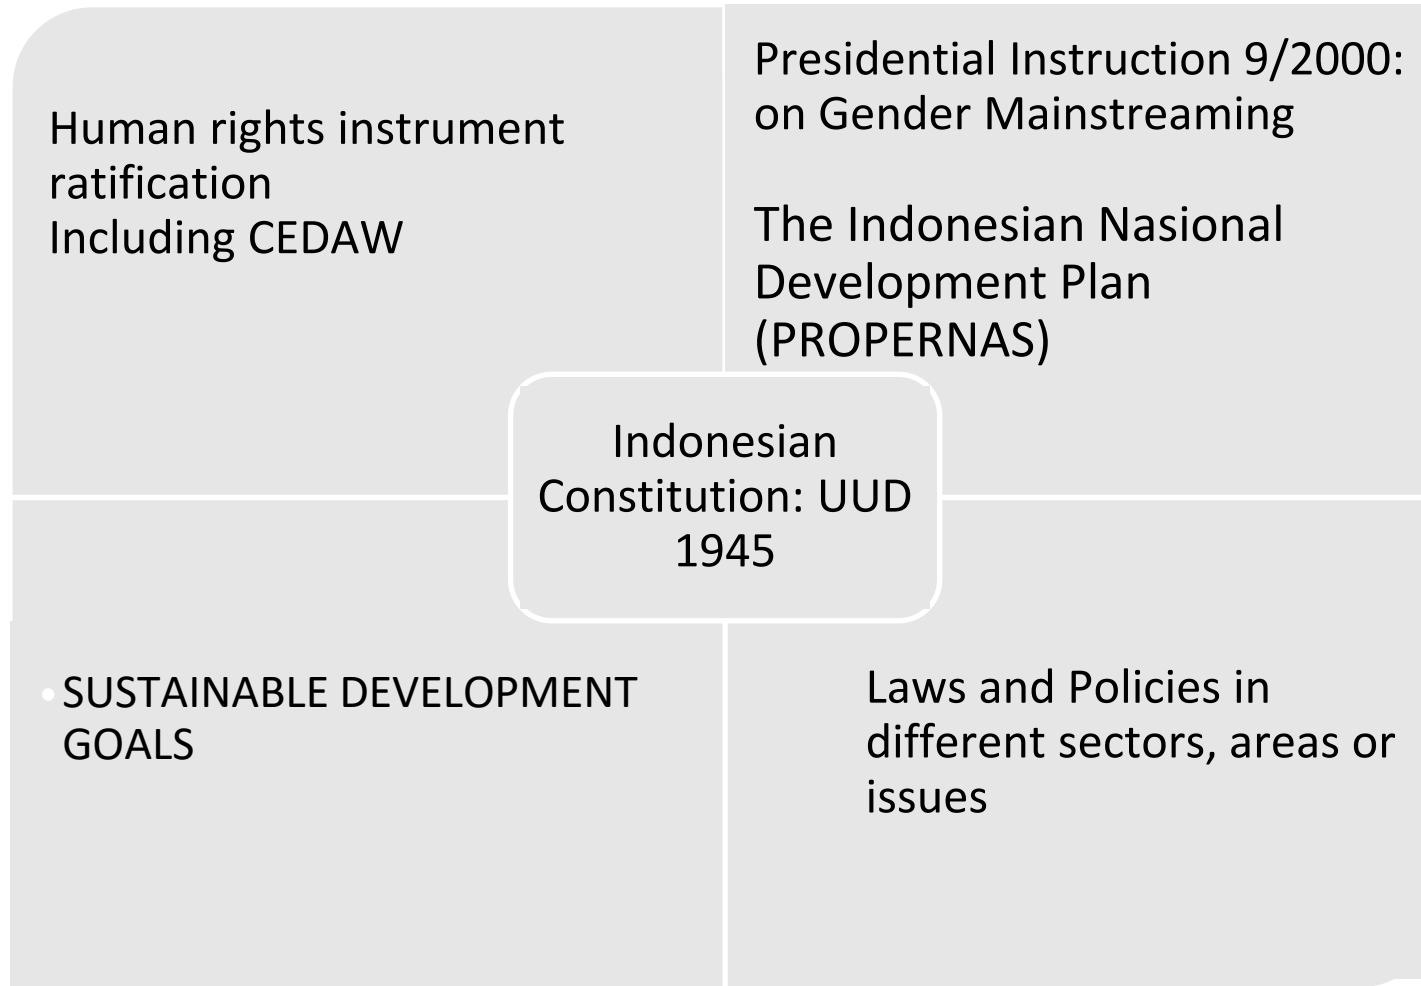 Human rights instrument
ratification
Including CEDAW
Presidential Instruction 9/2000:
on Gender Mainstreaming
The Indonesian Nasional
Development Plan
(PROPERNAS)
Indonesian
Constitution: UUD
1945
• SUSTAINABLE DEVELOPMENT
GOALS
Laws and Policies in
different sectors, areas or
issues